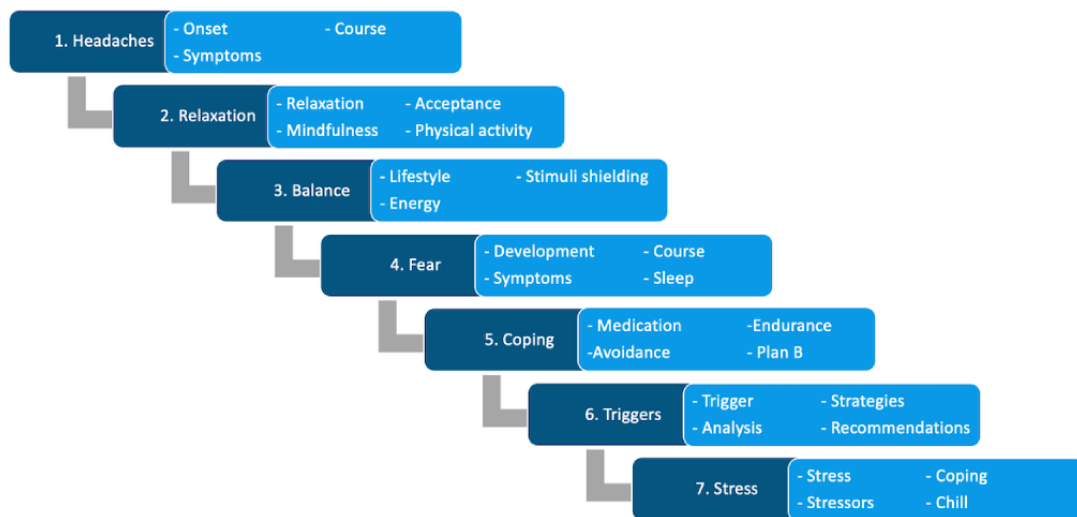 1. Headaches
- Onset - Course
- Symptoms
2. Relaxation
- Relaxation - Acceptance
- Mindfulness - Physical activity
3. Balance
- Lifestyle - Stimuli shielding
- Energy
4. Fear
- Development - Course
- Symptoms - Sleep
5. Coping
- Medication -Endurance
-Avoidance - Plan B
6. Triggers
- Trigger - Strategies
- Analysis - Recommendations
7. Stress
- Stress - Coping
- Stressors - Chill